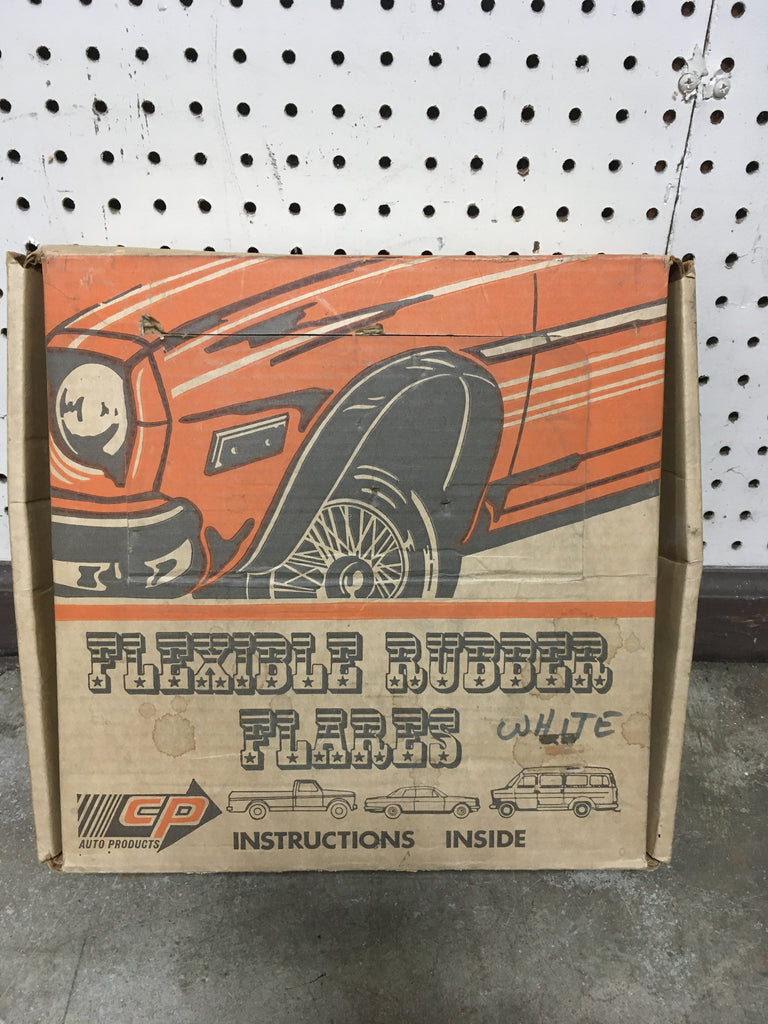 FLEXIBLE RUBBER
FLARES
WHITE
CP
AUTO PRODUCTS
INSTRUCTIONS INSIDE